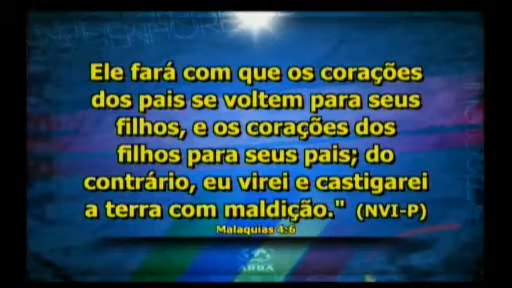 Ele fará com que os corações
dos pais se voltem para seus
filhos, e os corações dos
filhos para seus pais; do
contrário, eu virei e castigarei
a terra com maldição." (NVI-P)
Malaquias 4:6